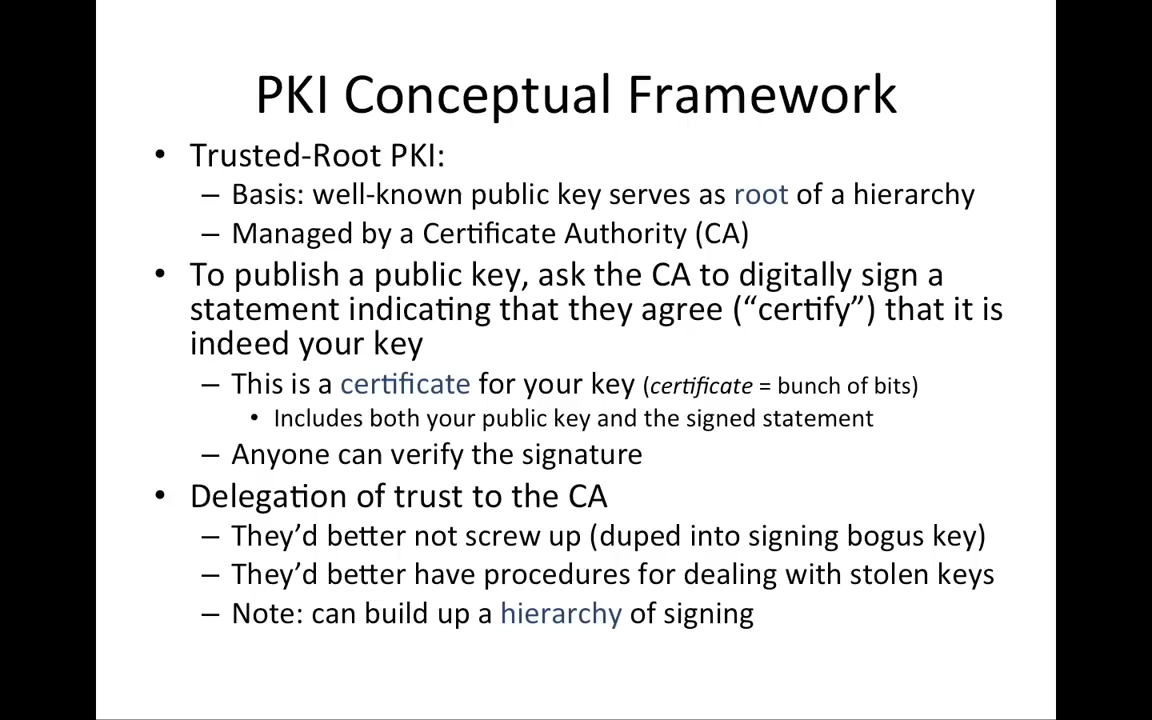 PKI Conceptual Framework
• Trusted-Root PKI:
– Basis: well-known public key serves as root of a hierarchy
– Managed by a Certificate Authority (CA)
• To publish a public key, ask the CA to digitally sign a
statement indicating that they agree (“certify”) that it is
indeed your key
– This is a certificate for your key (certificate = bunch of bits)
• Includes both your public key and the signed statement
– Anyone can verify the signature
• Delegation of trust to the CA
– They’d better not screw up (duped into signing bogus key)
– They’d better have procedures for dealing with stolen keys
– Note: can build up a hierarchy of signing